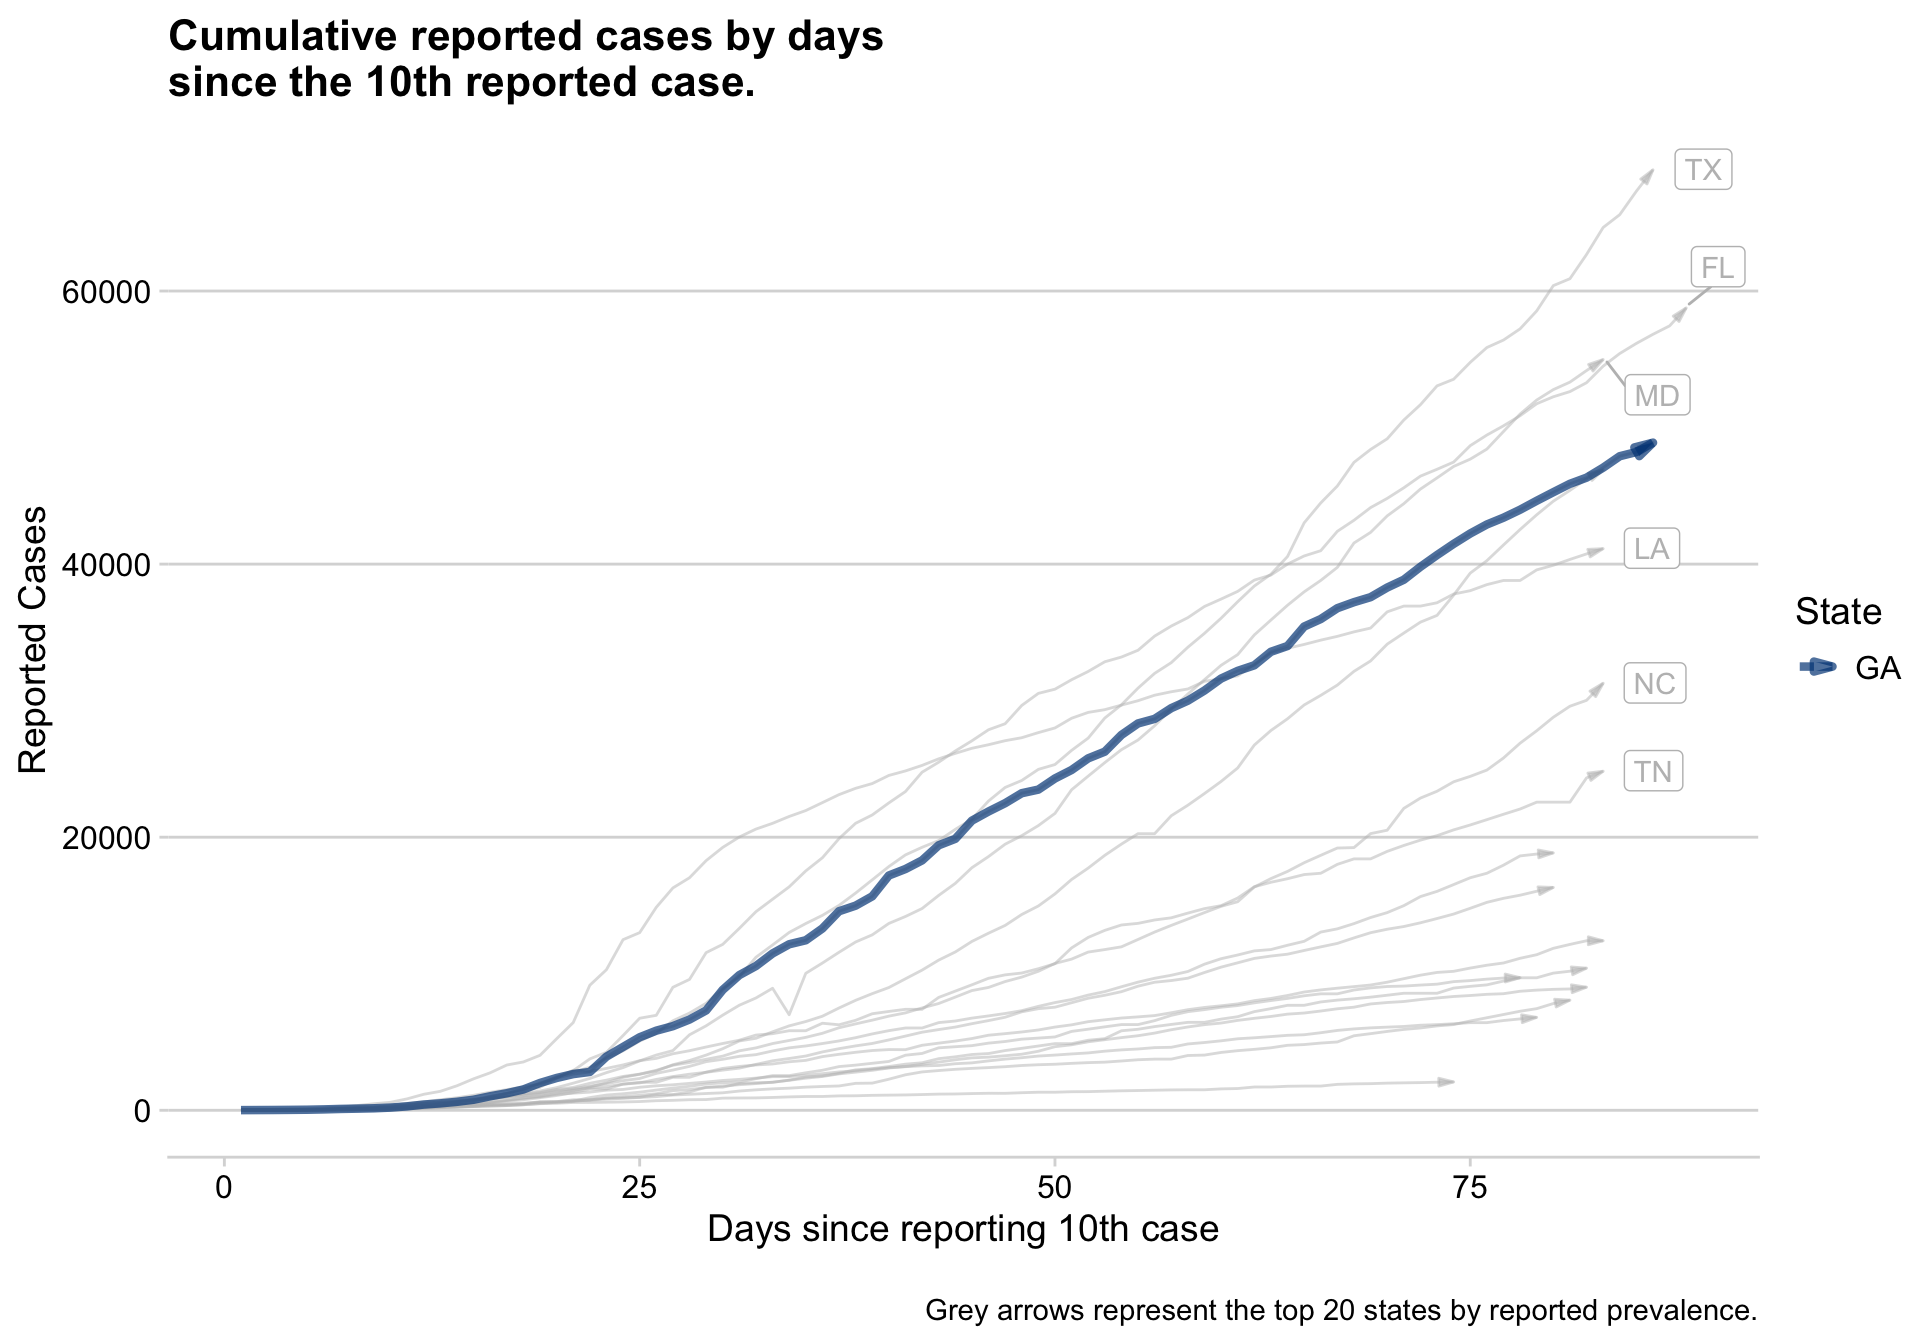 Cumulative reported cases by days
since the 10th reported case.
TX
FL
60000
MD
LA
40000
NC
TN
20000
0
Reported Cases
State
GA
0 25 50 75
Days since reporting 10th case
Grey arrows represent the top 20 states by reported prevalence.